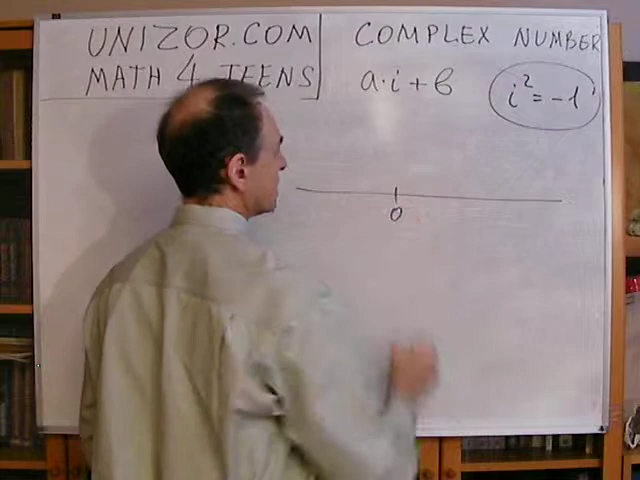 UNIZOR.COM
MATH 4 TEENS
COMPLEX NUMBER
a·i+b
i²=-1
0